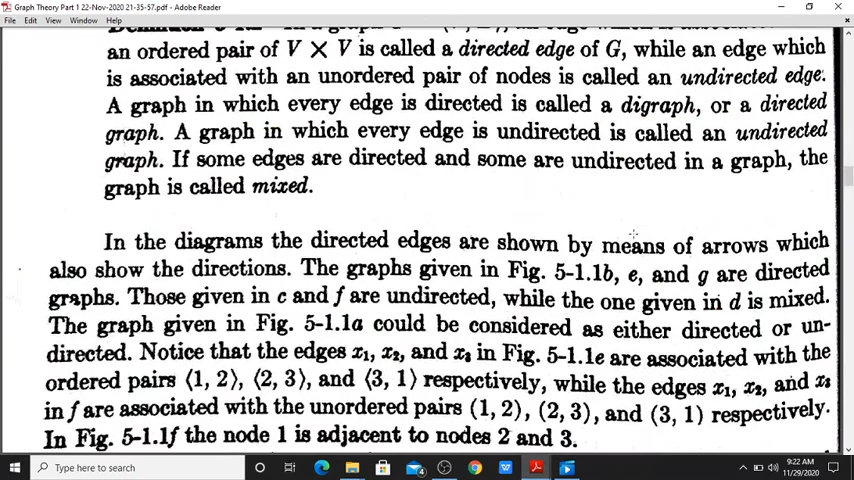 Graph Theory Part 1 22-Nov-2020 21-35-57.pdf - Adobe Reader
File Edit View Window Help
an ordered pair of V × V is called a directed edge of G, while an edge which
is associated with an unordered pair of nodes is called an undirected edge.
A graph in which every edge is directed is called a digraph, or a directed
graph. A graph in which every edge is undirected is called an undirected
graph. If some edges are directed and some are undirected in a graph, the
graph is called mixed.
In the diagrams the directed edges are shown by means of arrows which
also show the directions. The graphs given in Fig. 5-1.1b, e, and g are directed
graphs. Those given in c and f are undirected, while the one given in d is mixed.
The graph given in Fig. 5-1.1a could be considered as either directed or un-
directed. Notice that the edges x₁, x₂, and x₃ in Fig. 5-1.1e are associated with the
ordered pairs ⟨1, 2⟩, ⟨2, 3⟩, and ⟨3, 1⟩ respectively, while the edges x₁, x₂, and x₃
in f are associated with the unordered pairs (1, 2), (2, 3), and (3, 1) respectively.
In Fig. 5-1.1f the node 1 is adjacent to nodes 2 and 3.
Type here to search
9:22 AM
11/29/2020